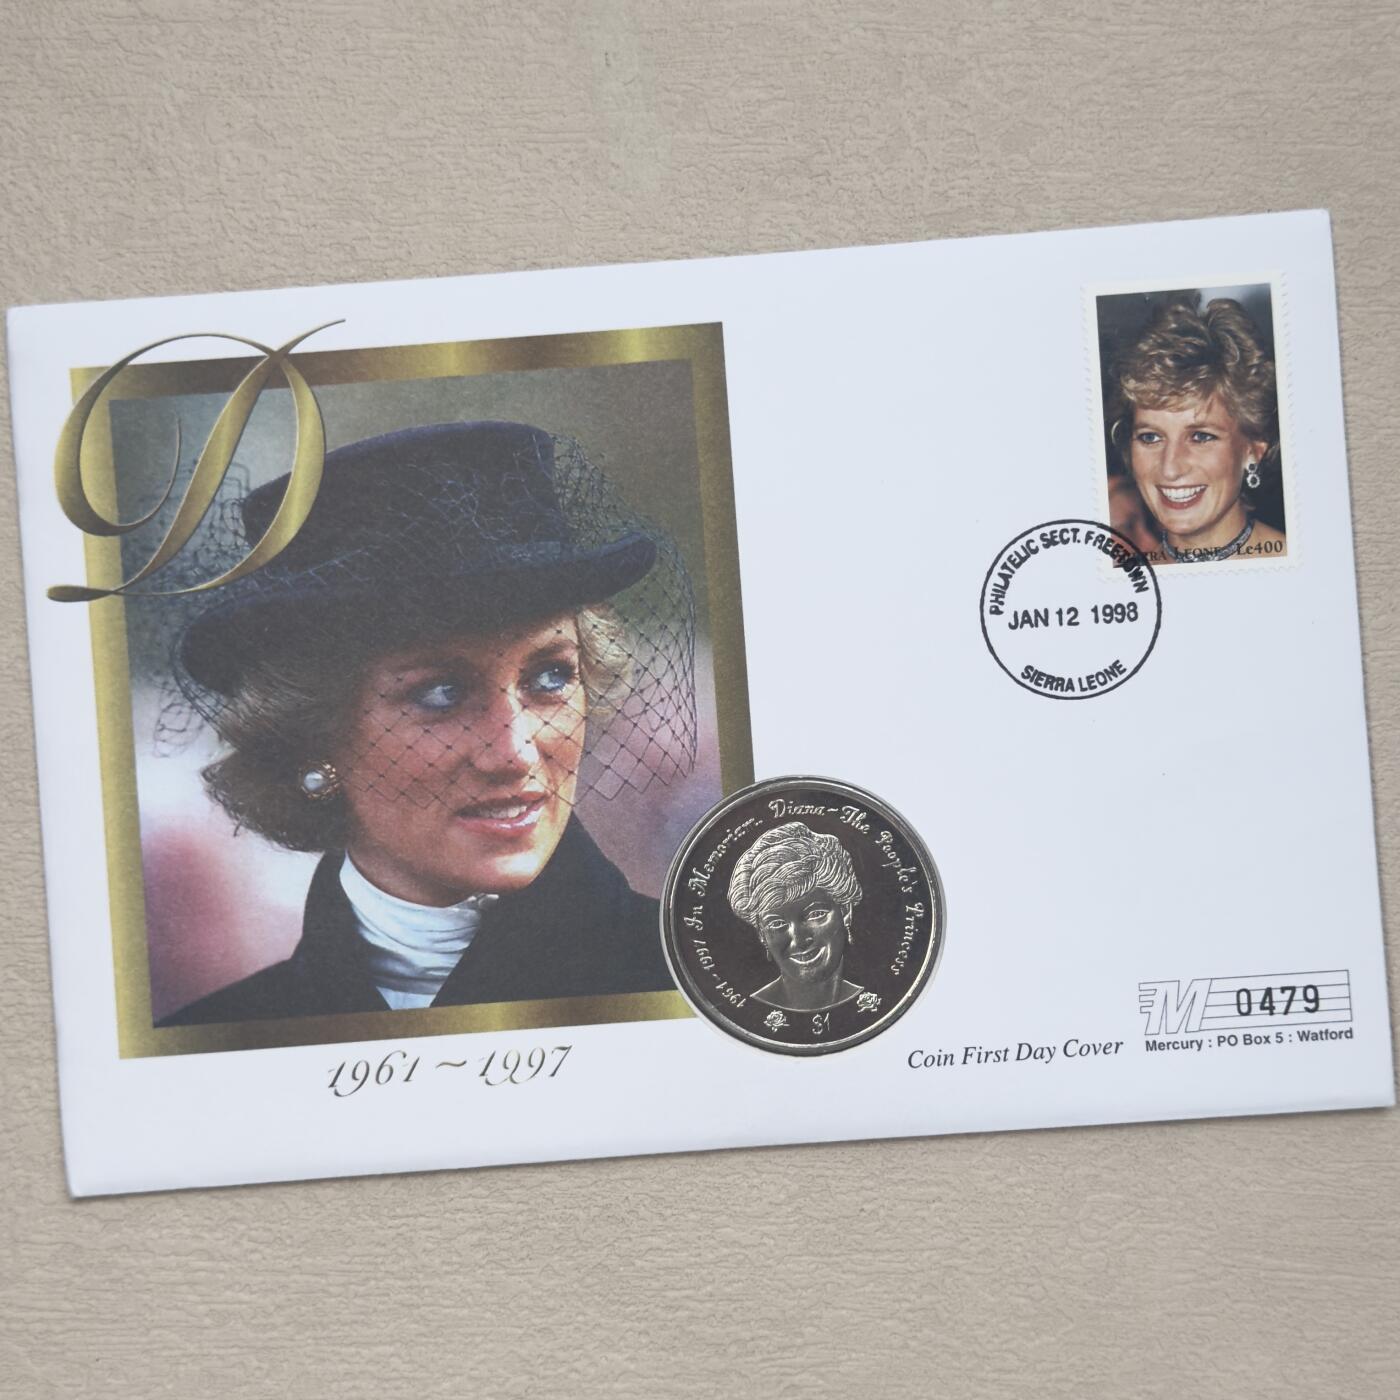 D
SIERRA LEONE Le400
PHILATELIC SECT. FREETOWN
JAN 12 1998
SIERRA LEONE
1961-1997 In Memoriam. Diana~The People's Princess
$1
1961 ~ 1997
Coin First Day Cover
M 0479
Mercury : PO Box 5 : Watford